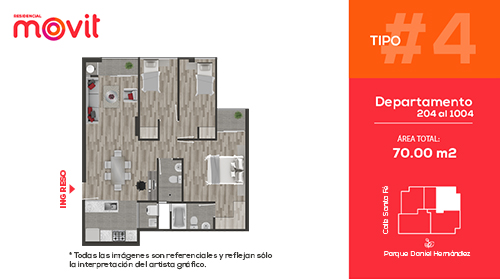 RESIDENCIAL
movit
INGRESO
* Todas las imágenes son referenciales y reflejan sólo
la interpretación del artista gráfico.
TIPO
#4
Departamento
204 al 1004
ÁREA TOTAL:
70.00 m2
Calle Santa Fé
Parque Daniel Hernández